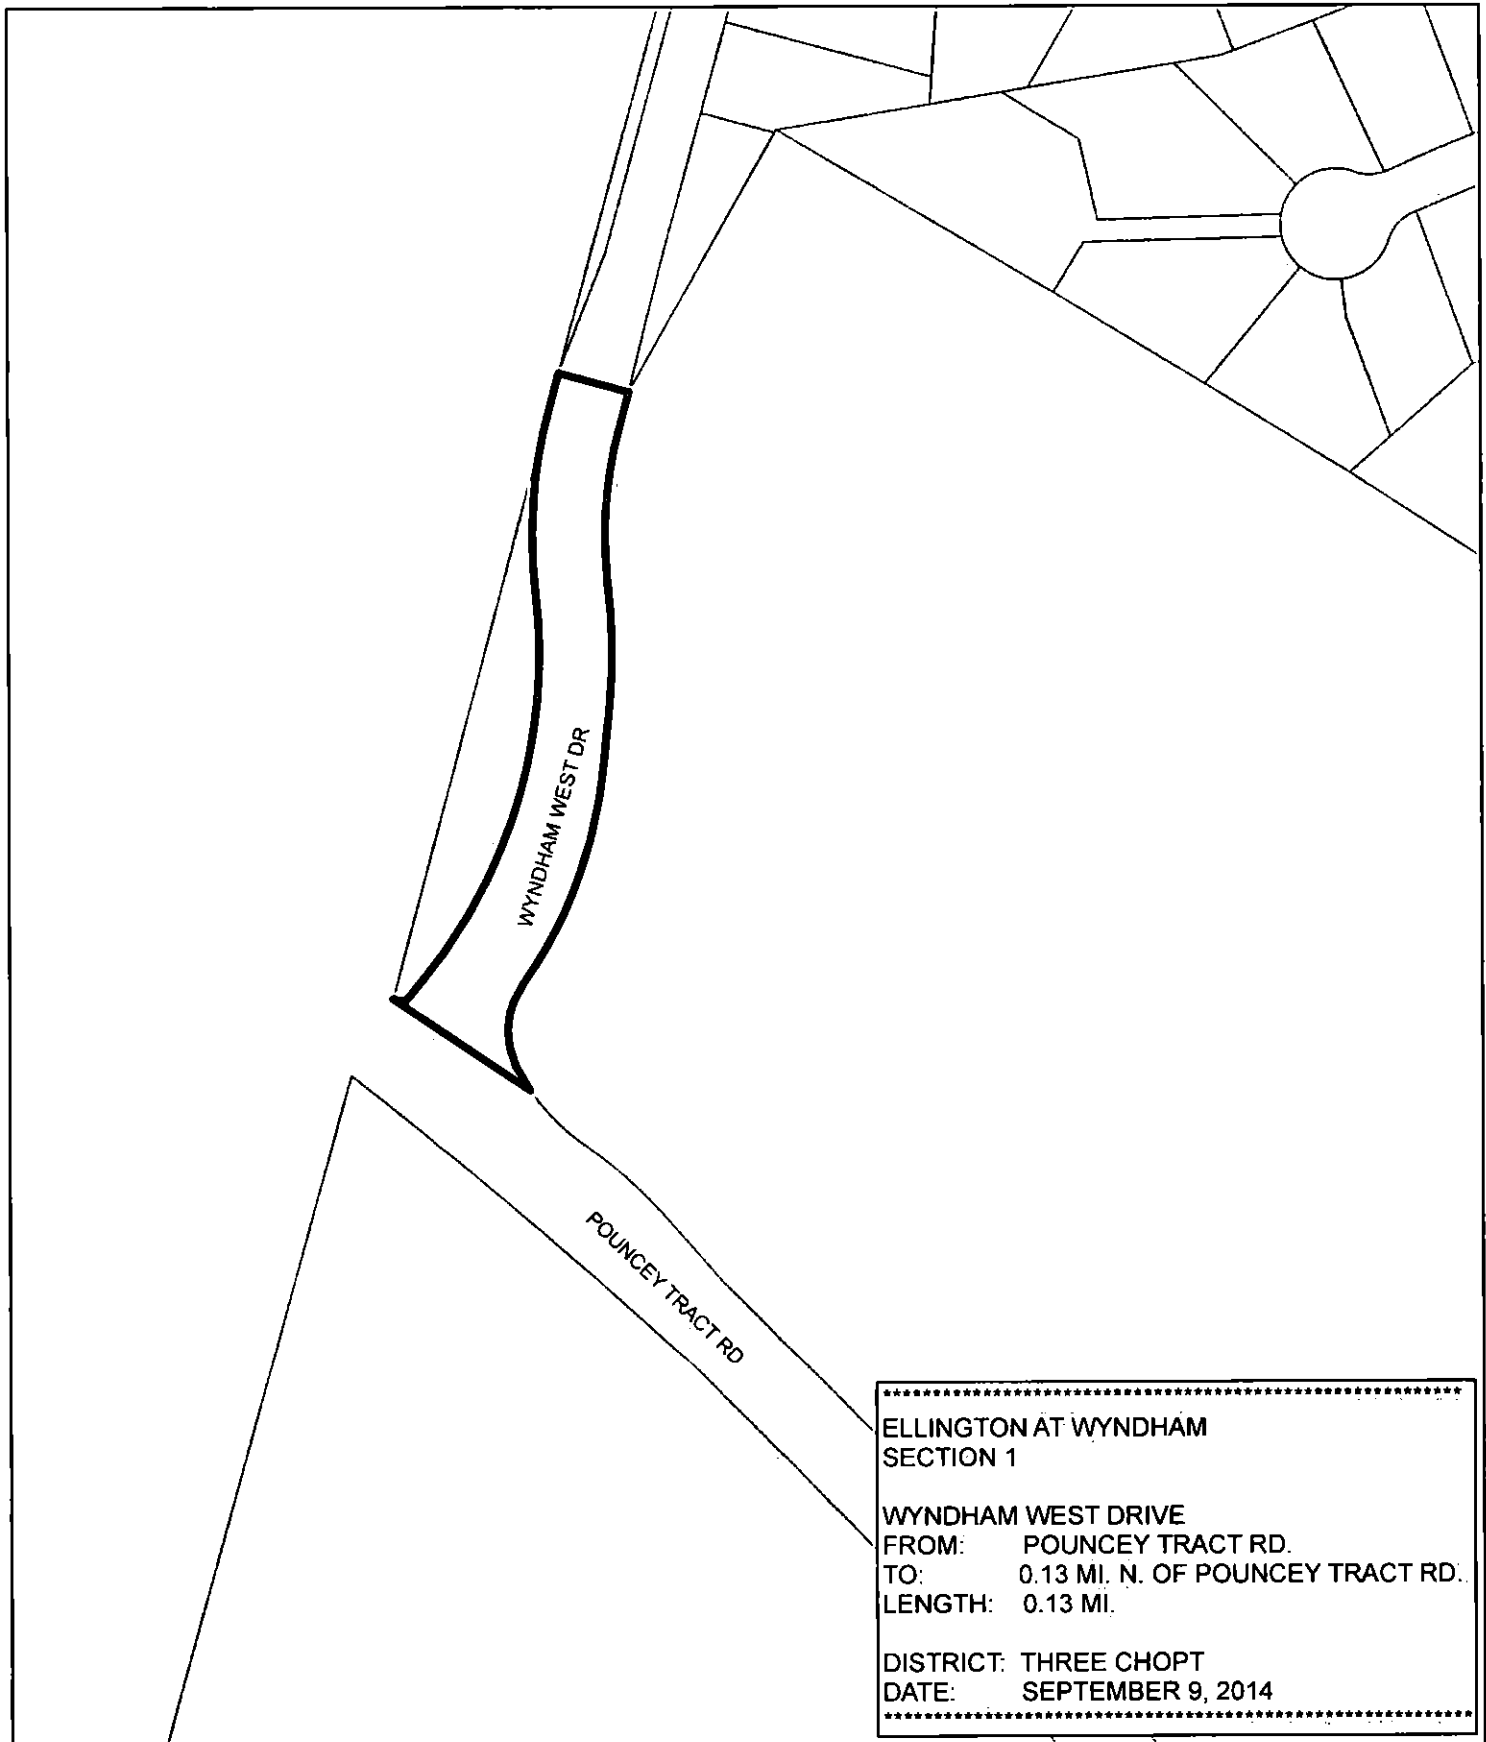 WYNDHAM WEST DR
POUNCEY TRACT RD
************************************************************
ELLINGTON AT WYNDHAM
SECTION 1
WYNDHAM WEST DRIVE
FROM: POUNCEY TRACT RD.
TO: 0.13 MI. N. OF POUNCEY TRACT RD.
LENGTH: 0.13 MI.
DISTRICT: THREE CHOPT
DATE: SEPTEMBER 9, 2014
************************************************************